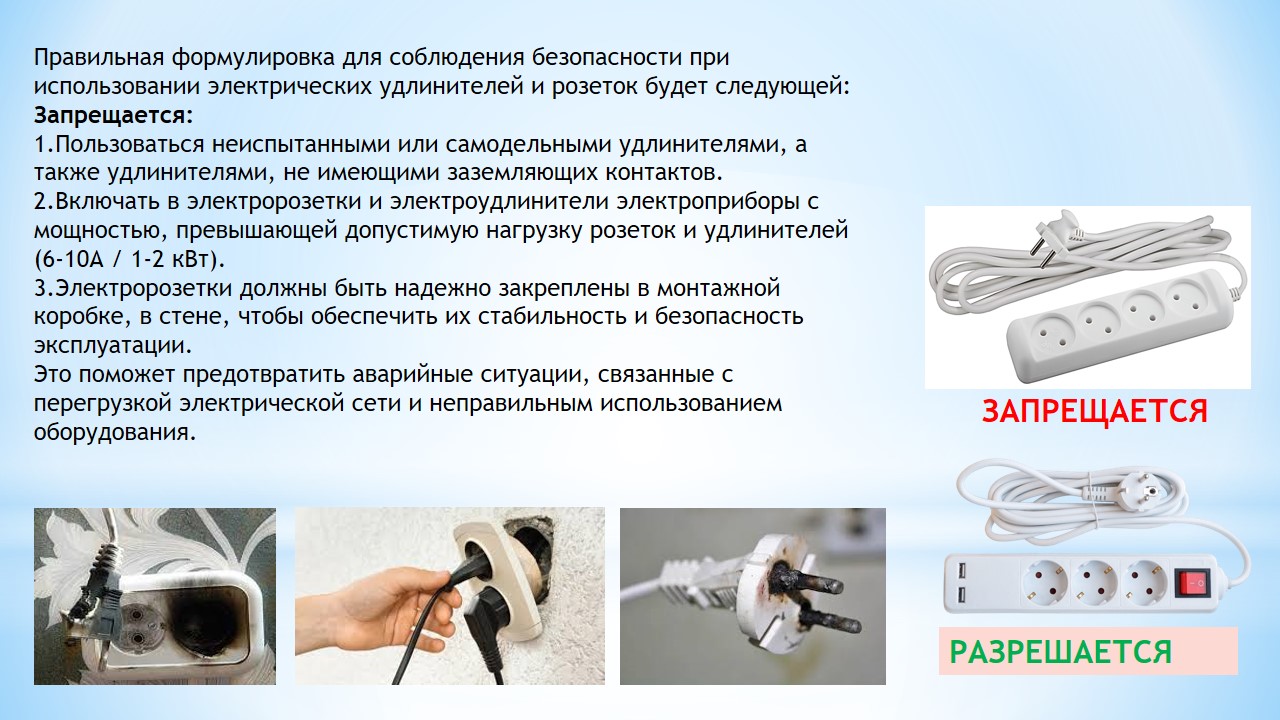 Правильная формулировка для соблюдения безопасности при
использовании электрических удлинителей и розеток будет следующей:
Запрещается:
1.Пользоваться неиспытанными или самодельными удлинителями, а
также удлинителями, не имеющими заземляющих контактов.
2.Включать в электророзетки и электроудлинители электроприборы с
мощностью, превышающей допустимую нагрузку розеток и удлинителей
(6-10А / 1-2 кВт).
3.Электророзетки должны быть надежно закреплены в монтажной
коробке, в стене, чтобы обеспечить их стабильность и безопасность
эксплуатации.
Это поможет предотвратить аварийные ситуации, связанные с
перегрузкой электрической сети и неправильным использованием
оборудования.
ЗАПРЕЩАЕТСЯ
РАЗРЕШАЕТСЯ